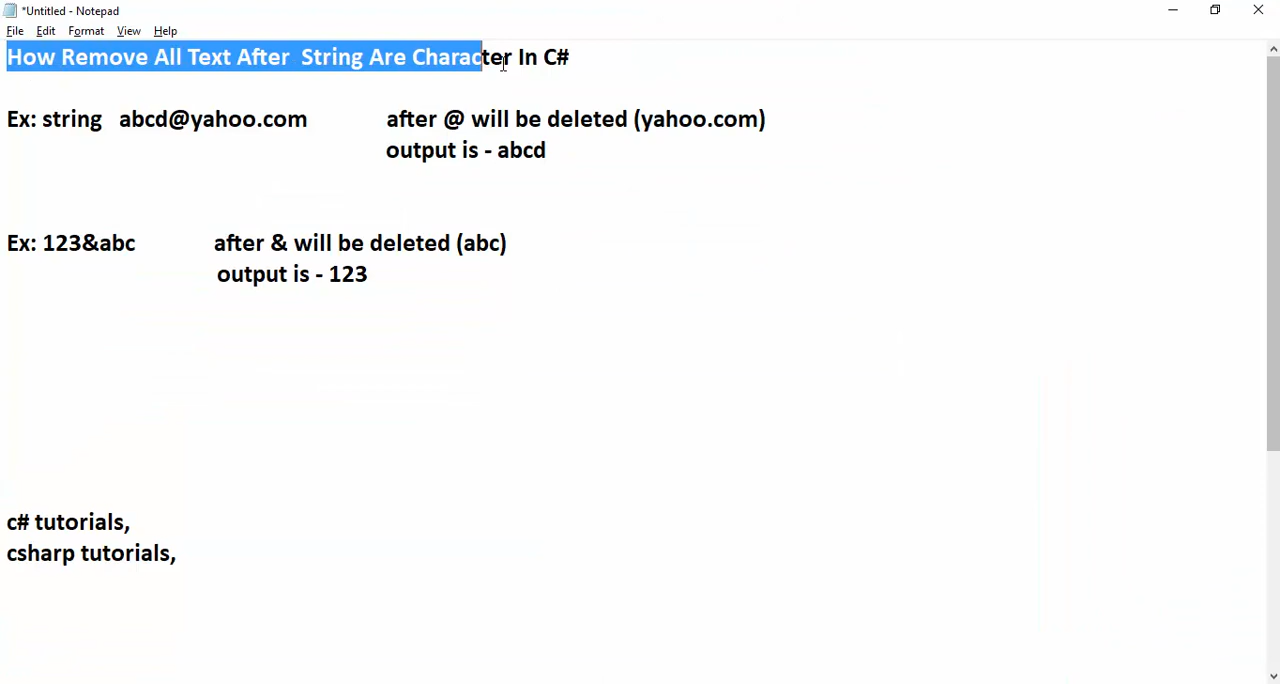 *Untitled - Notepad
File Edit Format View Help
How Remove All Text After  String Are Character In C#
Ex: string   abcd@yahoo.com             after @ will be deleted (yahoo.com)
output is - abcd
Ex: 123&abc             after & will be deleted (abc)
output is - 123
c# tutorials,
csharp tutorials,